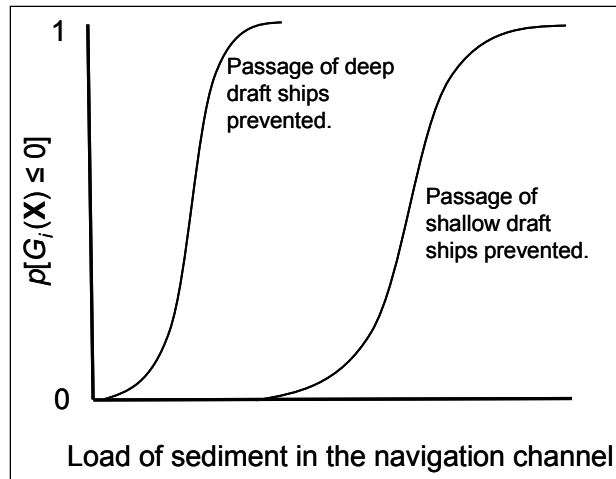 1
Passage of deep
draft ships
prevented.
p[Gᵢ(X) ≤ 0]
Passage of
shallow draft
ships prevented.
0
Load of sediment in the navigation channel